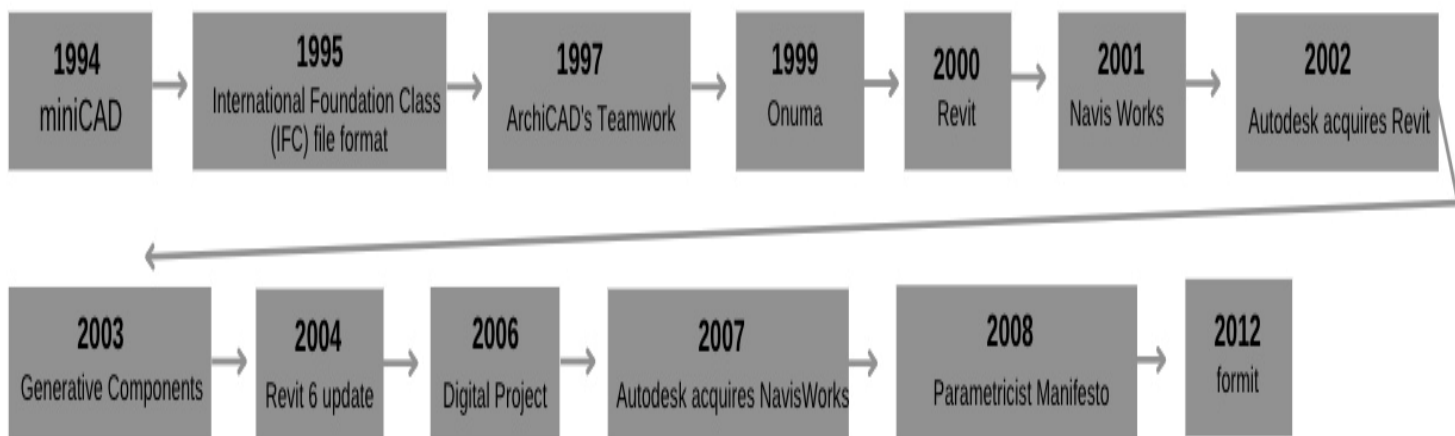 1994
miniCAD
1995
International Foundation Class
(IFC) file format
1997
ArchiCAD's Teamwork
1999
Onuma
2000
Revit
2001
Navis Works
2002
Autodesk acquires Revit
2003
Generative Components
2004
Revit 6 update
2006
Digital Project
2007
Autodesk acquires NavisWorks
2008
Parametricist Manifesto
2012
formit